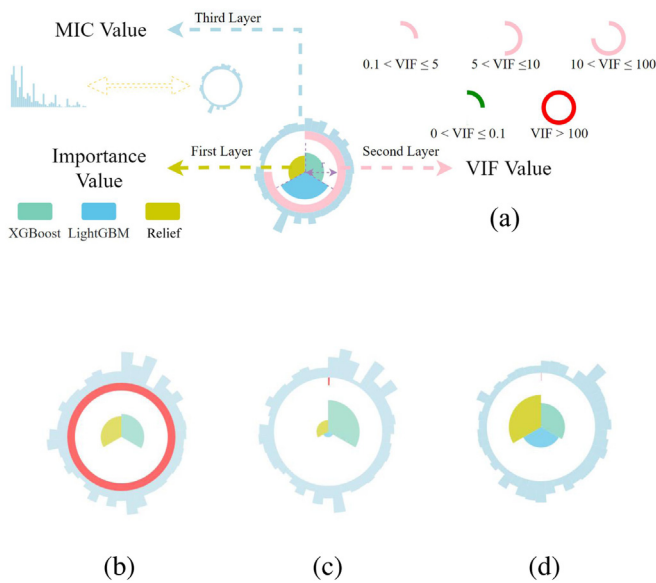 MIC Value
Third Layer
0.1 < VIF ≤ 5
5 < VIF ≤10
10 < VIF ≤ 100
0 < VIF ≤ 0.1
VIF > 100
Importance
Value
First Layer
Second Layer
VIF Value
XGBoost
LightGBM
Relief
(a)
(b)
(c)
(d)